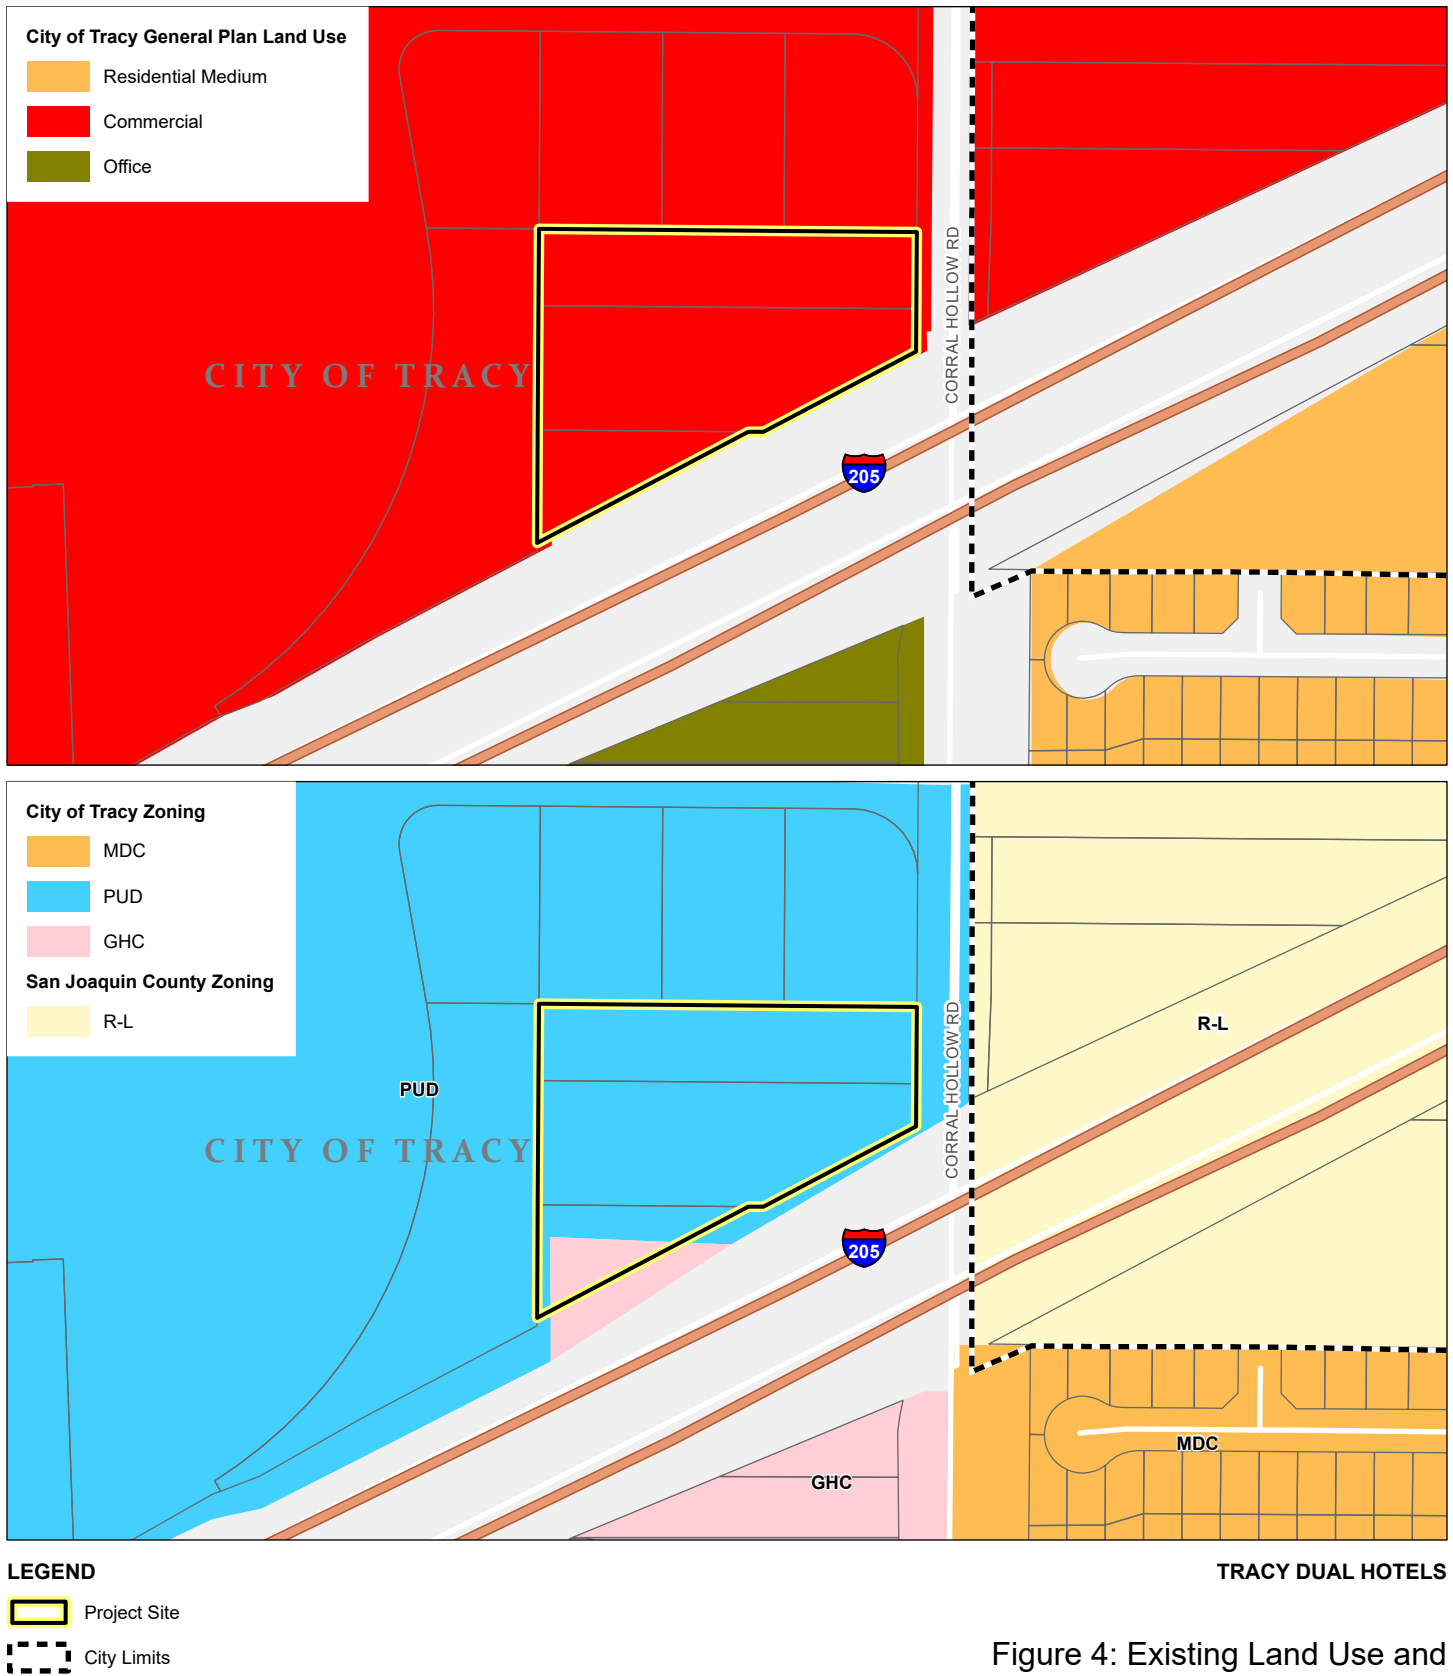 City of Tracy General Plan Land Use
Residential Medium
Commercial
Office
CORRAL HOLLOW RD
CITY OF TRACY
205
City of Tracy Zoning
MDC
PUD
GHC
San Joaquin County Zoning
R-L
CORRAL HOLLOW RD
R-L
PUD
CITY OF TRACY
205
MDC
GHC
LEGEND
TRACY DUAL HOTELS
Project Site
City Limits
Figure 4: Existing Land Use and